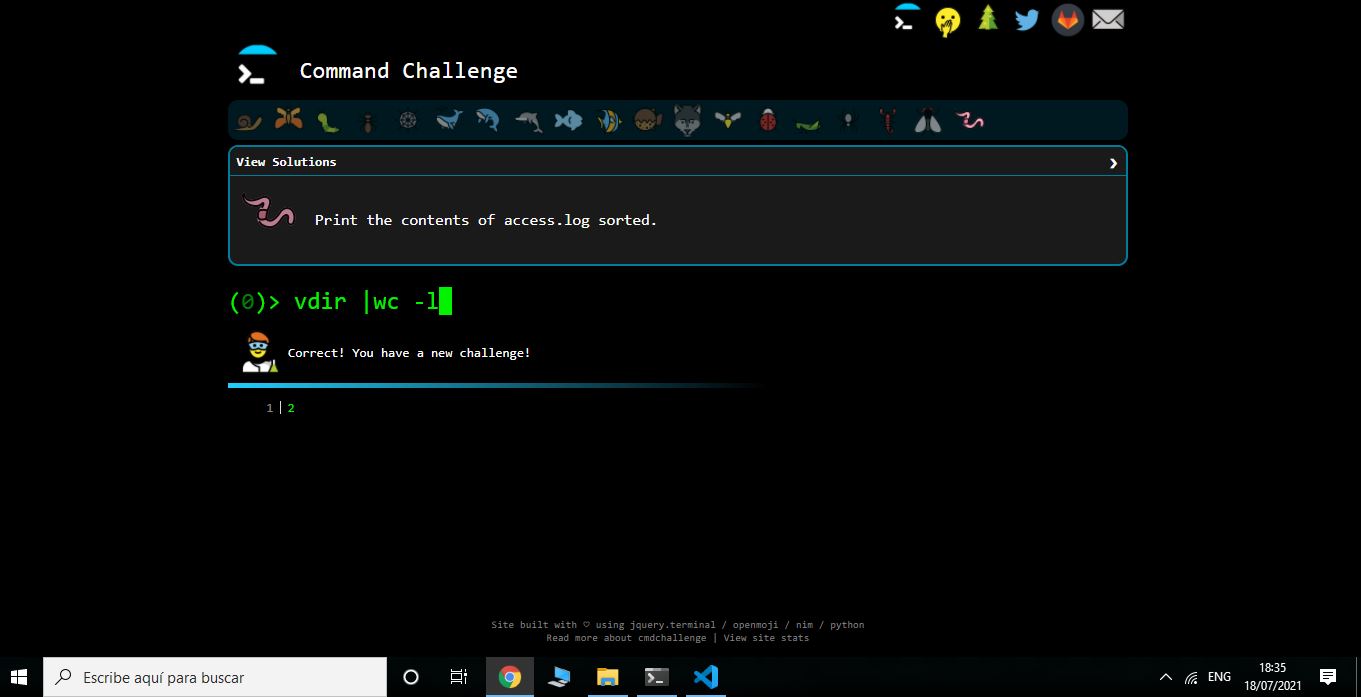 Command Challenge
View Solutions
Print the contents of access.log sorted.
(0)> vdir |wc -l
Correct! You have a new challenge!
1 | 2
Site built with ♡ using jquery.terminal / openmoji / nim / python
Read more about cmdchallenge | View site stats
Escribe aquí para buscar
ENG
18:35
18/07/2021